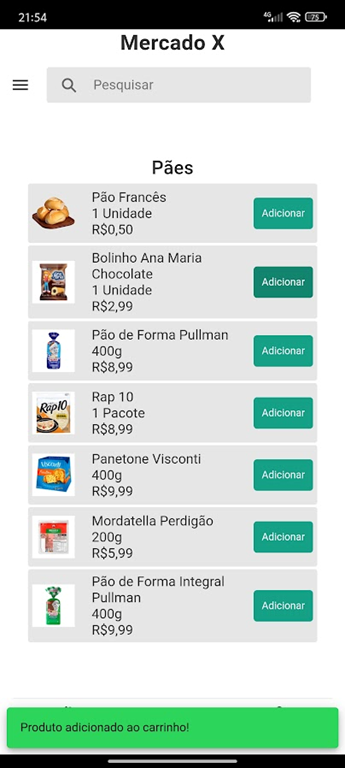 21:54
4G
75
Mercado X
Pesquisar
Pães
Pão Francês
1 Unidade
R$0,50
Adicionar
Bolinho Ana Maria
Chocolate
1 Unidade
R$2,99
Adicionar
Pão de Forma Pullman
400g
R$8,99
Adicionar
Rap10
Rap 10
1 Pacote
R$8,99
Adicionar
Visconti
Panetone Visconti
400g
R$9,99
Adicionar
Mordatella Perdigão
200g
R$5,99
Adicionar
Pão de Forma Integral
Pullman
400g
R$9,99
Adicionar
Produto adicionado ao carrinho!